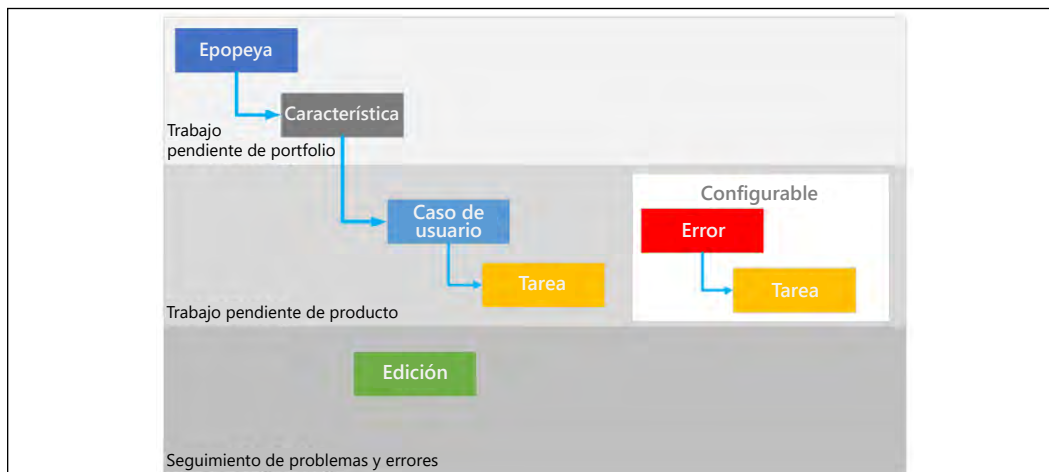 Epopeya
Característica
Trabajo
pendiente de portfolio
Configurable
Caso de
usuario
Error
Tarea
Tarea
Trabajo pendiente de producto
Edición
Seguimiento de problemas y errores